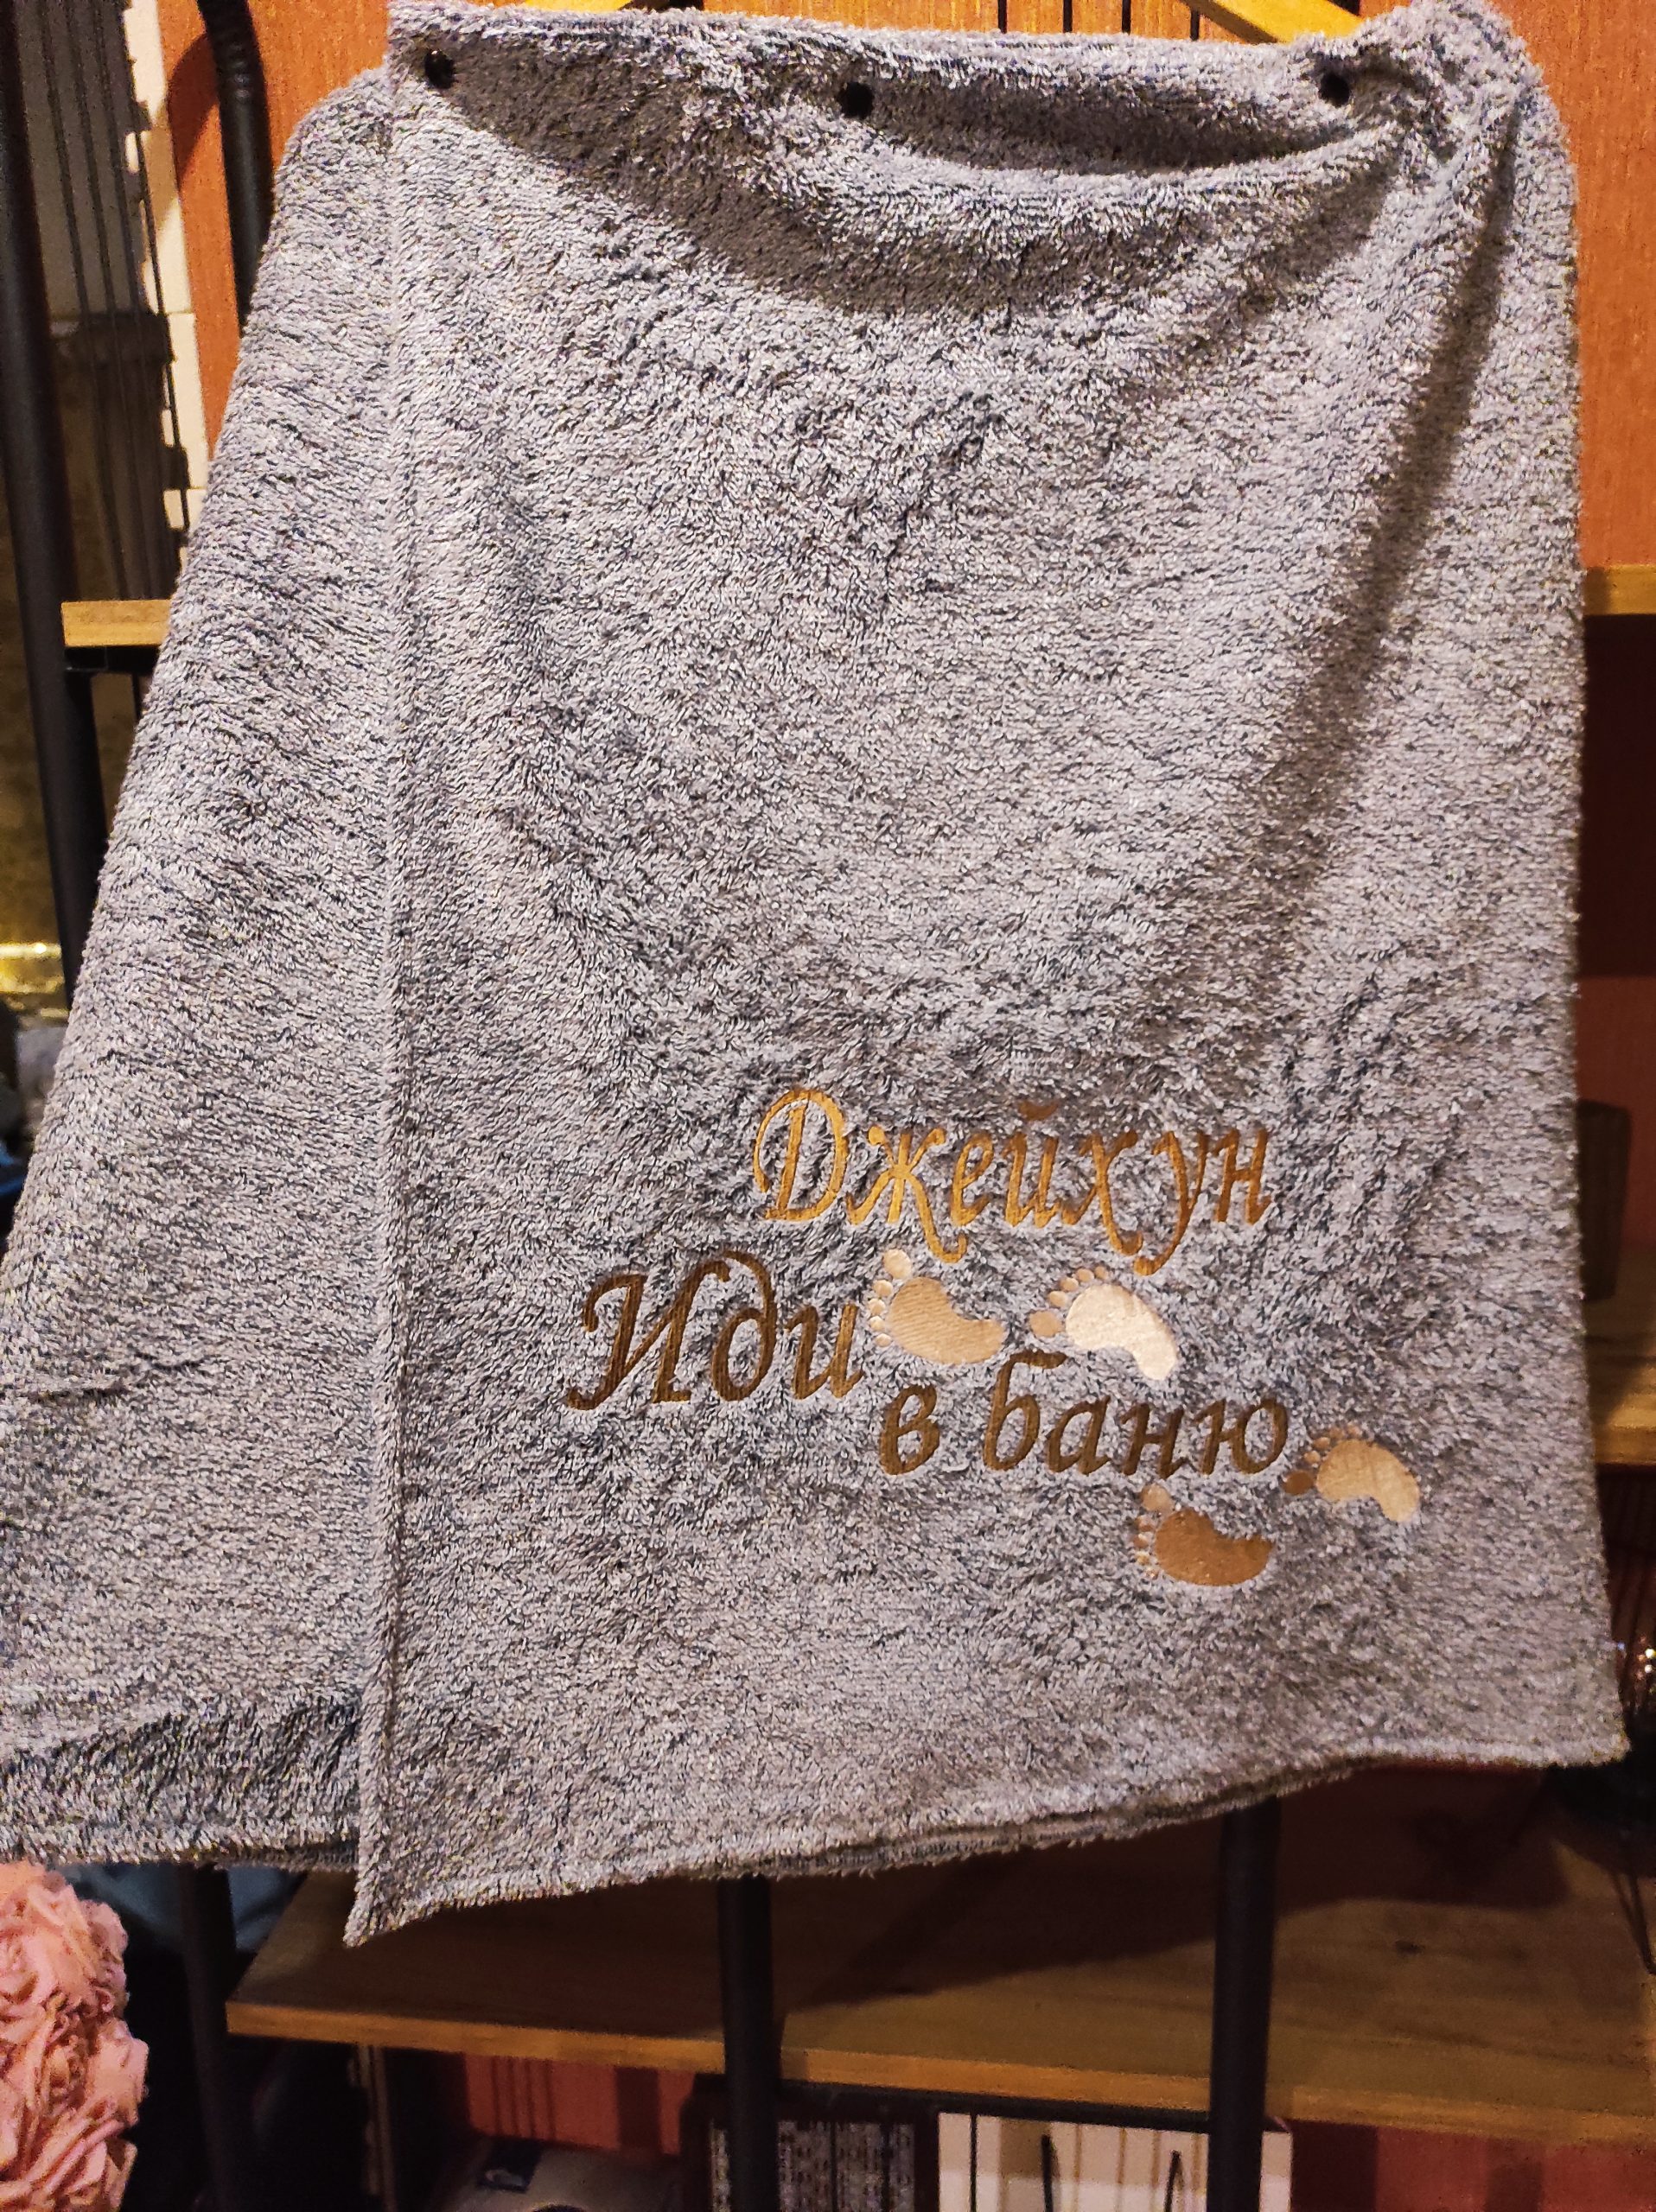 Джейхун
Иди
в баню